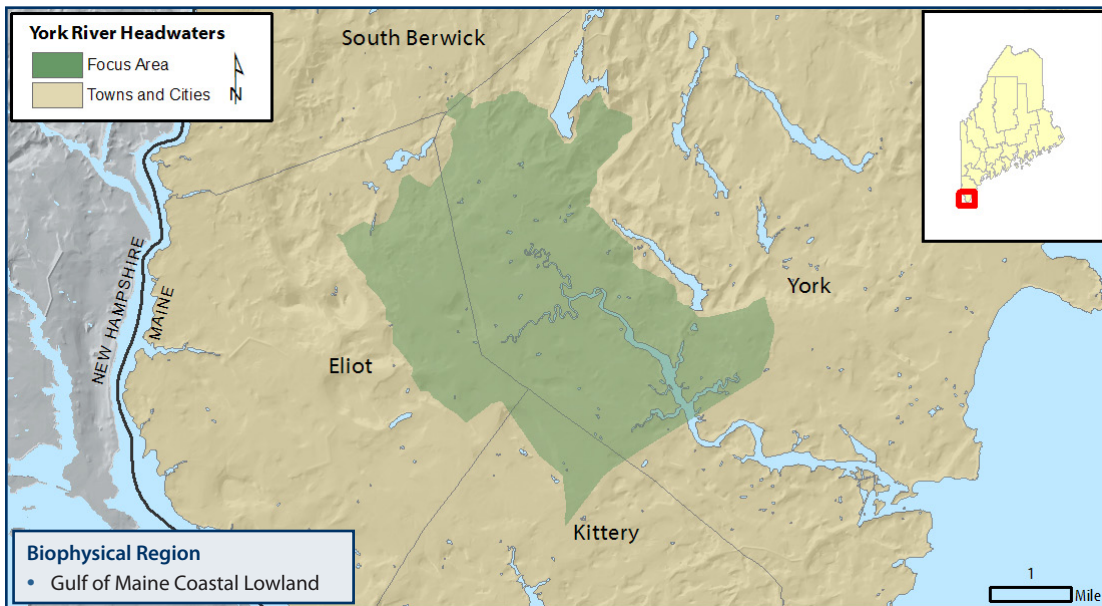 York River Headwaters
Focus Area
Towns and Cities
N
South Berwick
NEW HAMPSHIRE
MAINE
York
Eliot
Kittery
Biophysical Region
• Gulf of Maine Coastal Lowland
1
Mile